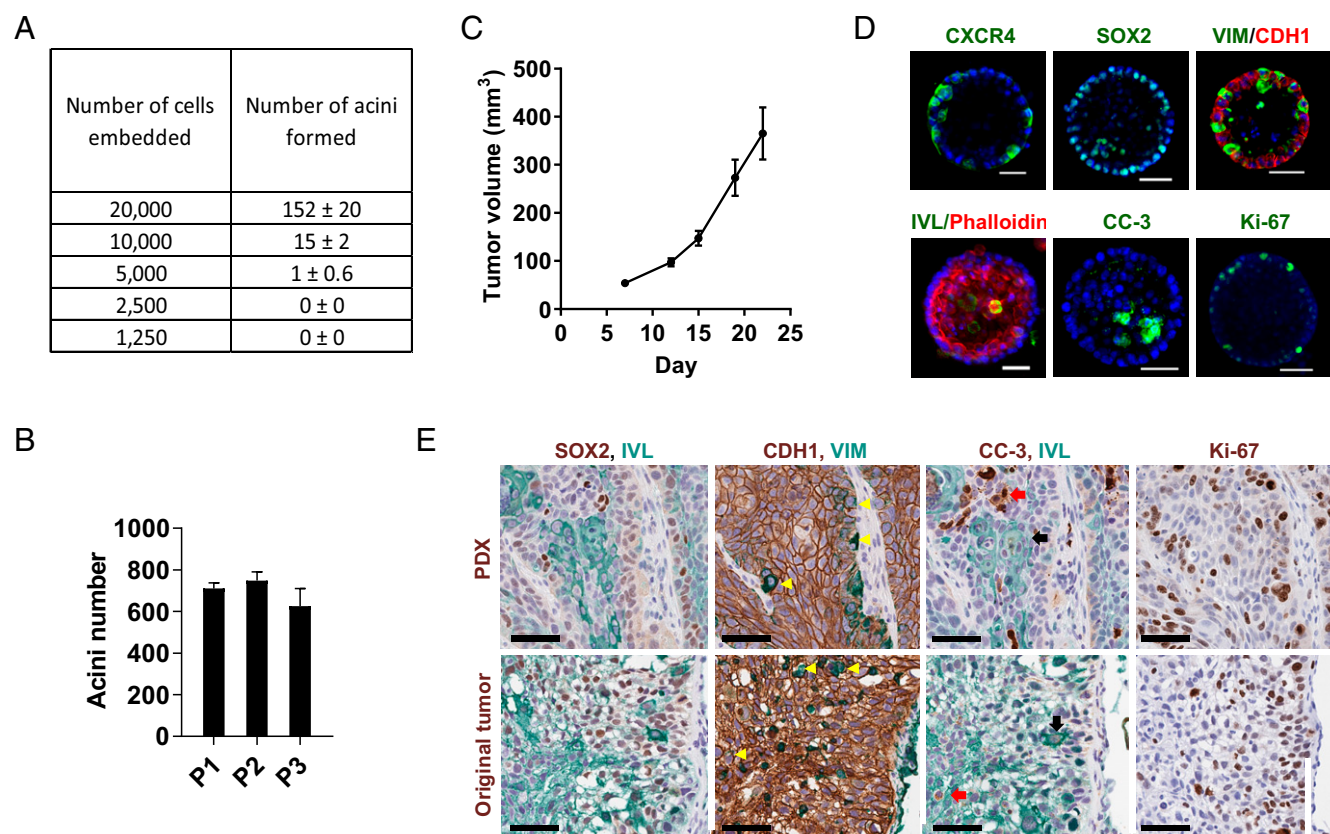 A
Number of cells embedded
Number of acini formed
20,000
152 ± 20
10,000
15 ± 2
5,000
1 ± 0.6
2,500
0 ± 0
1,250
0 ± 0
B
Acini number
1000
800
600
400
200
0
P1
P2
P3
C
Tumor volume (mm³)
500
400
300
200
100
0
0 5 10 15 20 25
Day
D
CXCR4
SOX2
VIM/CDH1
IVL/Phalloidin
CC-3
Ki-67
E
SOX2, IVL
CDH1, VIM
CC-3, IVL
Ki-67
PDX
Original tumor